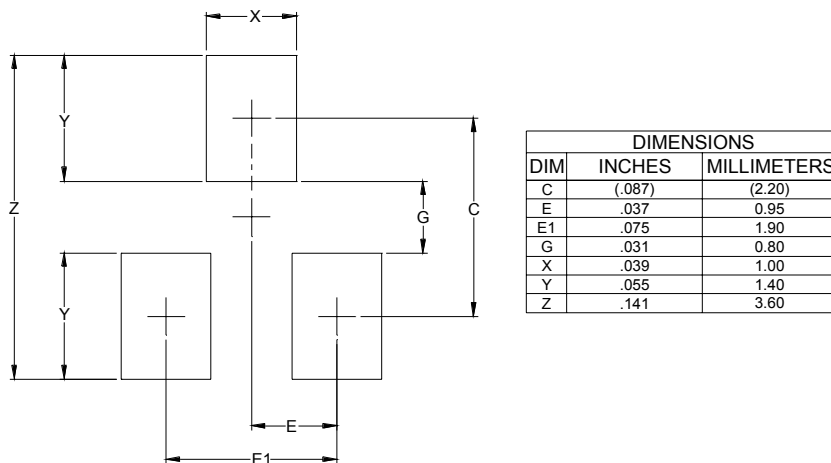 X
Y
Z
G
C
Y
E
E1
DIMENSIONS
DIM INCHES MILLIMETERS
C (.087) (2.20)
E .037 0.95
E1 .075 1.90
G .031 0.80
X .039 1.00
Y .055 1.40
Z .141 3.60